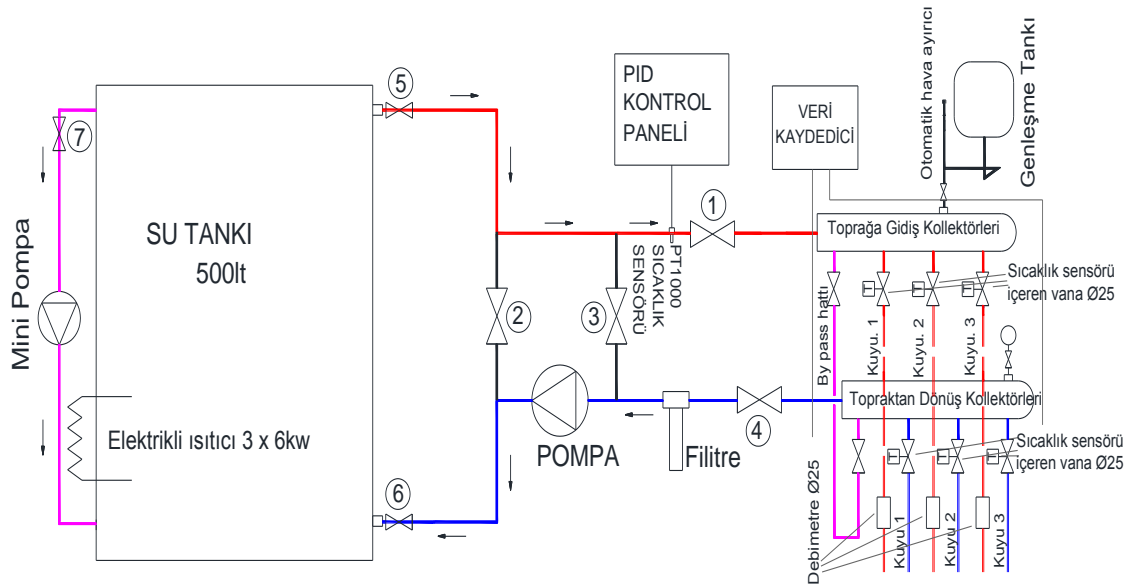 5
7
Mini Pompa
SU TANKI
500lt
Elektrikli ısıtıcı 3 x 6kw
6
2
3
PID
KONTROL
PANELİ
PT1000
SICAKLIK
SENSÖRÜ
1
VERİ
KAYDEDİCİ
Otomatik hava ayırıcı
Genleşme Tankı
Toprağa Gidiş Kollektörleri
T
T
T
Sıcaklık sensörü
içeren vana Ø25
By pass hattı
Kuyu. 1
Kuyu. 2
Kuyu. 3
POMPA
Filitre
4
Topraktan Dönüş Kollektörleri
T
T
T
Sıcaklık sensörü
içeren vana Ø25
Debimetre Ø25
Kuyu 1
Kuyu 2
Kuyu 3